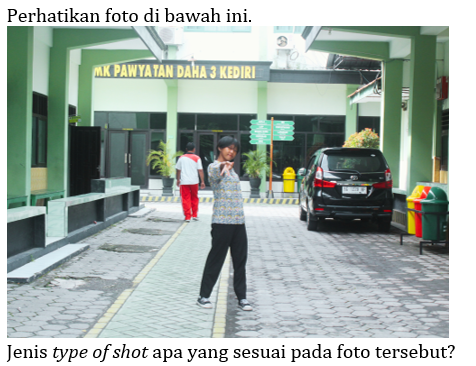 Perhatikan foto di bawah ini.
MK PAWYATAN DAHA 3 KEDIRI
Jenis type of shot apa yang sesuai pada foto tersebut?